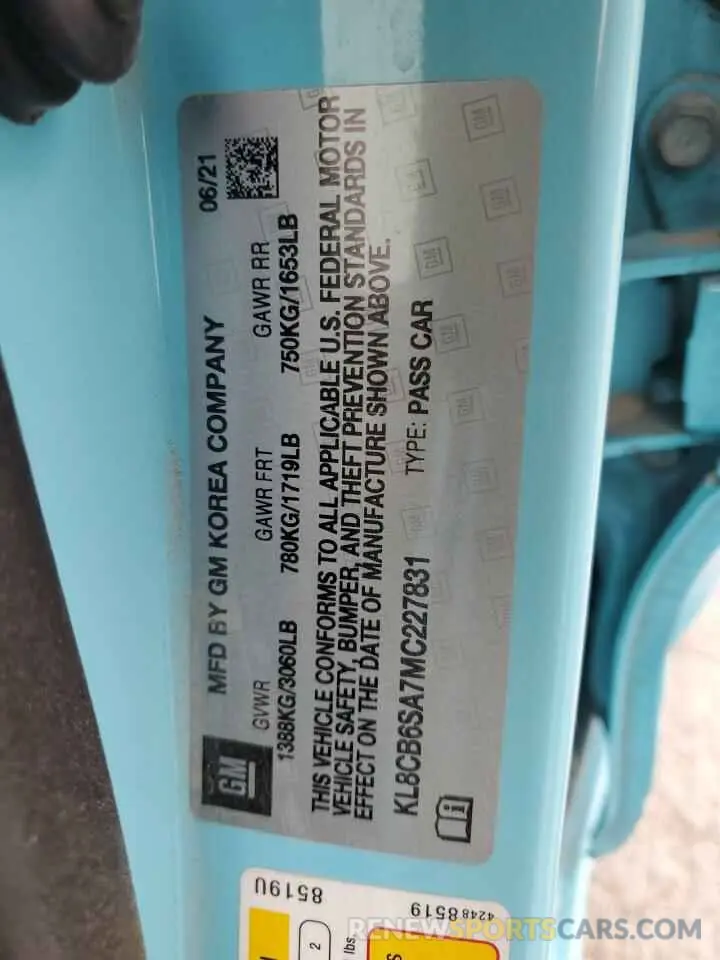 MFD BY GM KOREA COMPANY 06/21
GM
GVWR GAWR FRT GAWR RR
1388KG/3060LB 780KG/1719LB 750KG/1653LB
THIS VEHICLE CONFORMS TO ALL APPLICABLE U.S. FEDERAL MOTOR
VEHICLE SAFETY, BUMPER, AND THEFT PREVENTION STANDARDS IN
EFFECT ON THE DATE OF MANUFACTURE SHOWN ABOVE.
KL8CB6SA7MC227831 TYPE: PASS CAR
8519U
42488519
2
lbs
RENEWSPORTSCARS.COM